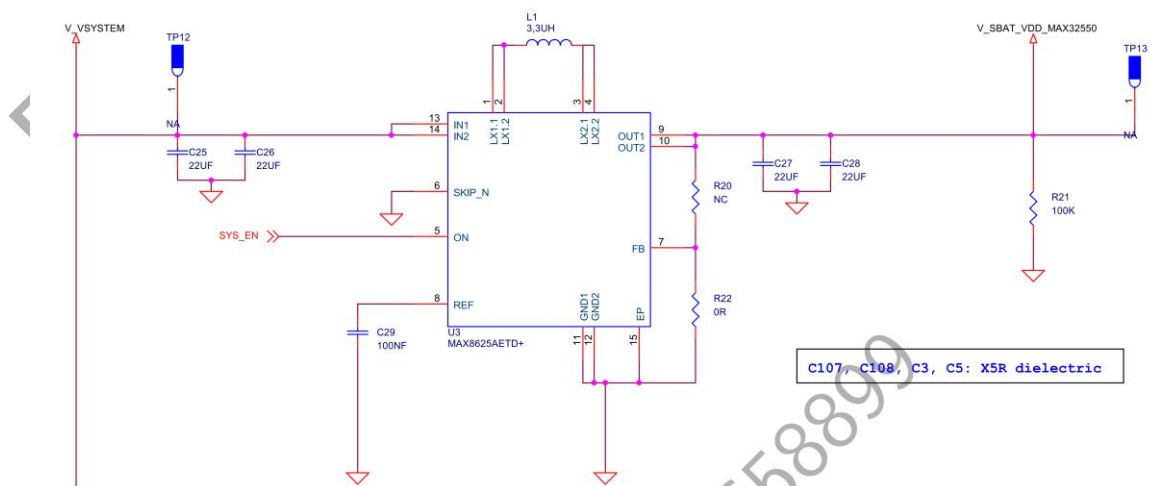 L1
3,3UH
V_VSYSTEM
V_SBAT_VDD_MAX32550
TP12
TP13
1
1
1
2
3
4
LX1.1
LX1.2
LX2.1
LX2.2
NA
NA
13
14
IN1
IN2
OUT1
OUT2
9
10
C25
22UF
C26
22UF
C27
22UF
C28
22UF
6
SKIP_N
R20
NC
R21
100K
SYS_EN
5
ON
FB
7
8
REF
R22
0R
GND1
GND2
EP
C29
100NF
U3
MAX8625AETD+
11
12
15
C107, C108, C3, C5: X5R dielectric
58899